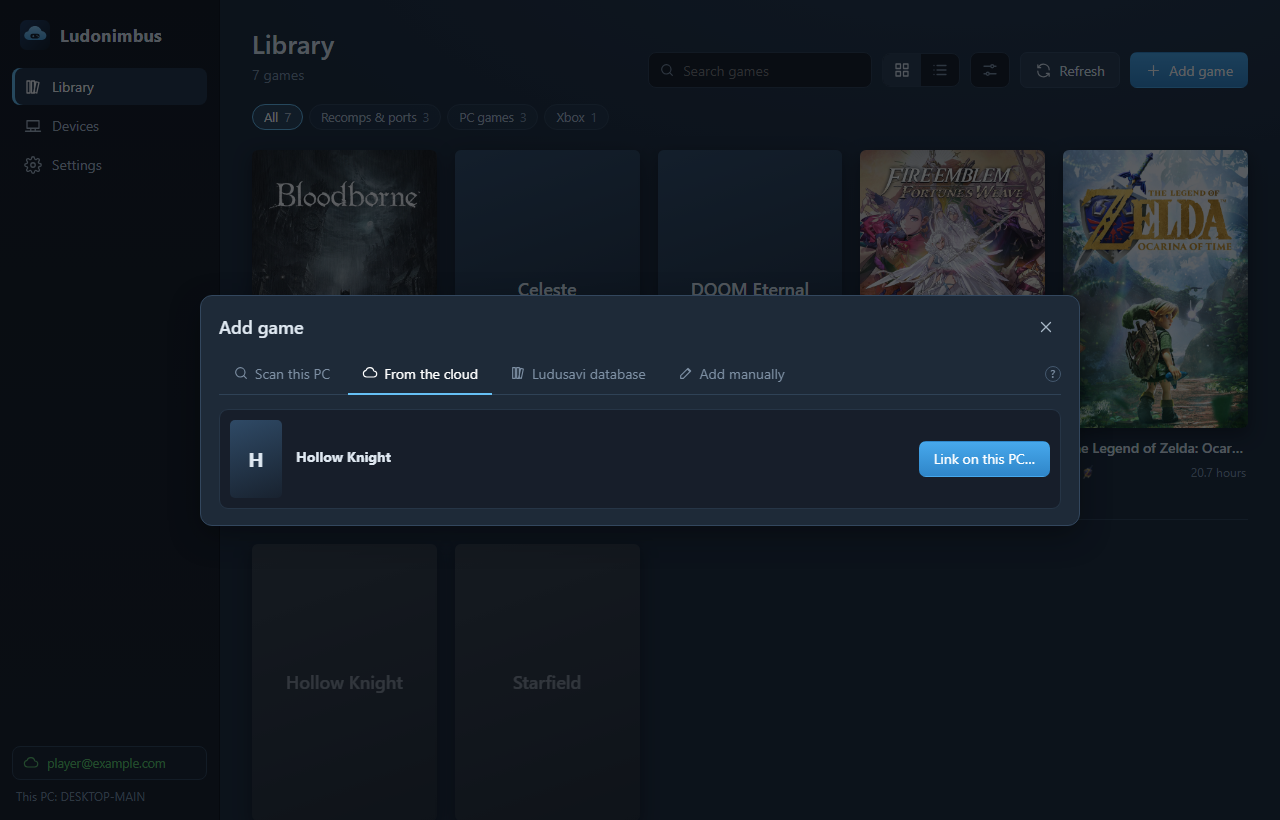 Ludonimbus
Library
Devices
Settings
player@example.com
This PC: DESKTOP-MAIN
Library
7 games
Search games
Refresh
Add game
All 7
Recomps & ports 3
PC games 3
Xbox 1
Bloodborne
Celeste
DOOM Eternal
FIRE EMBLEM
FORTUNE'S WEAVE
THE LEGEND OF
ZELDA
OCARINA OF TIME
Add game
Scan this PC
From the cloud
Ludusavi database
Add manually
?
H
Hollow Knight
Link on this PC...
e Legend of Zelda: Ocar...
20.7 hours
Hollow Knight
Starfield